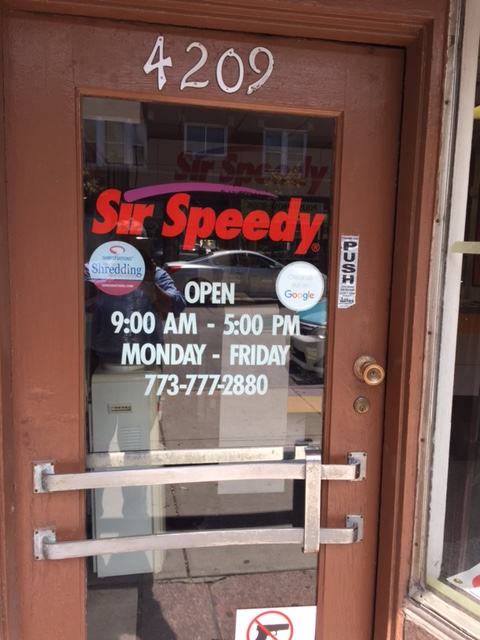 4209
Sir Speedy
Sir Speedy®
Shredding
OPEN
Google
9:00 AM - 5:00 PM
MONDAY - FRIDAY
773-777-2880
PUSH